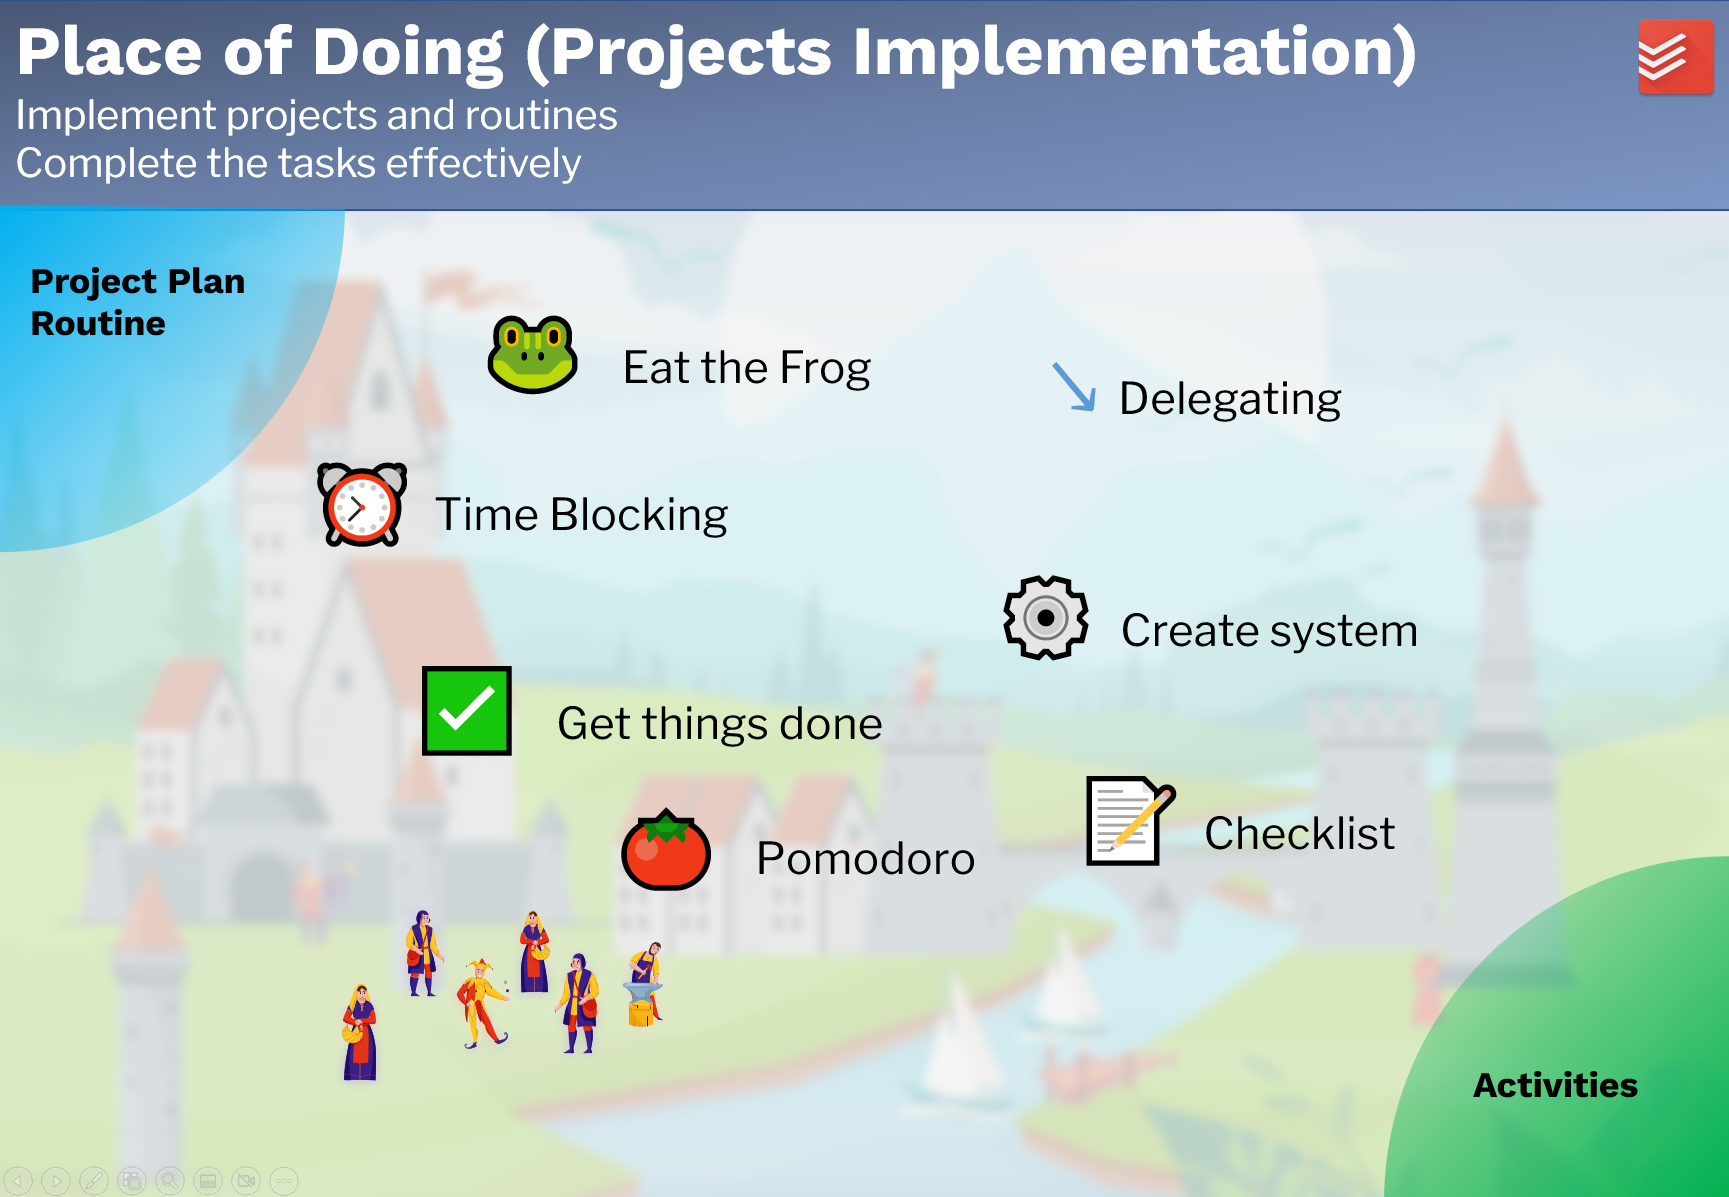 Place of Doing (Projects Implementation)
Implement projects and routines
Complete the tasks effectively
Project Plan
Routine
Eat the Frog
Delegating
Time Blocking
Create system
Get things done
Checklist
Pomodoro
Activities